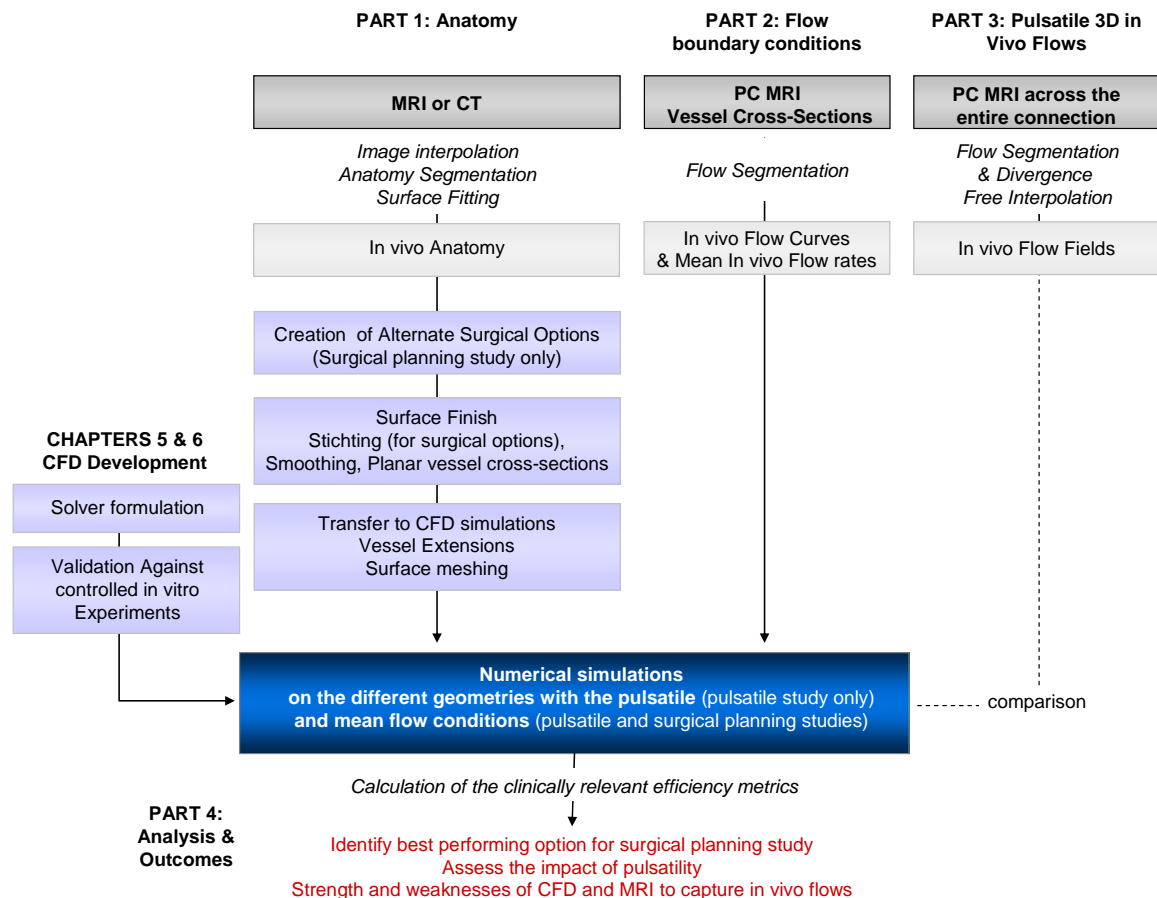 PART 1: Anatomy
PART 2: Flow
boundary conditions
PART 3: Pulsatile 3D in
Vivo Flows
MRI or CT
PC MRI
Vessel Cross-Sections
PC MRI across the
entire connection
Image interpolation
Anatomy Segmentation
Surface Fitting
Flow Segmentation
Flow Segmentation
& Divergence
Free Interpolation
In vivo Anatomy
In vivo Flow Curves
& Mean In vivo Flow rates
In vivo Flow Fields
Creation of Alternate Surgical Options
(Surgical planning study only)
Surface Finish
Stichting (for surgical options),
Smoothing, Planar vessel cross-sections
CHAPTERS 5 & 6
CFD Development
Solver formulation
Validation Against
controlled in vitro
Experiments
Transfer to CFD simulations
Vessel Extensions
Surface meshing
Numerical simulations
on the different geometries with the pulsatile (pulsatile study only)
and mean flow conditions (pulsatile and surgical planning studies)
comparison
Calculation of the clinically relevant efficiency metrics
PART 4:
Analysis &
Outcomes
Identify best performing option for surgical planning study
Assess the impact of pulsatility
Strength and weaknesses of CFD and MRI to capture in vivo flows